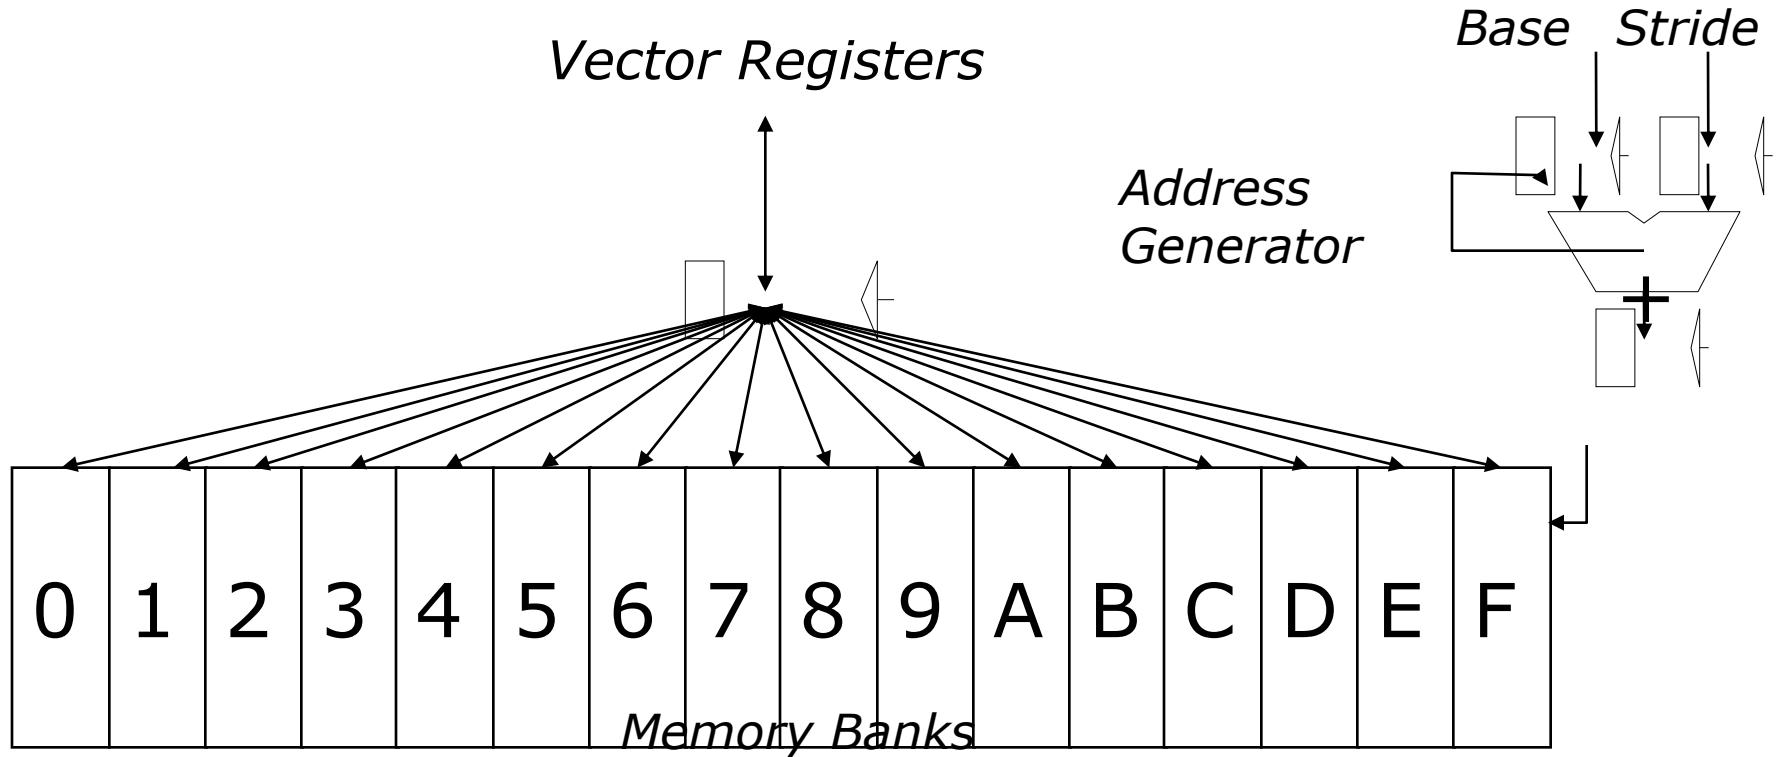 Base Stride
Vector Registers
Address
Generator
+
0 1 2 3 4 5 6 7 8 9 A B C D E F
Memory Banks